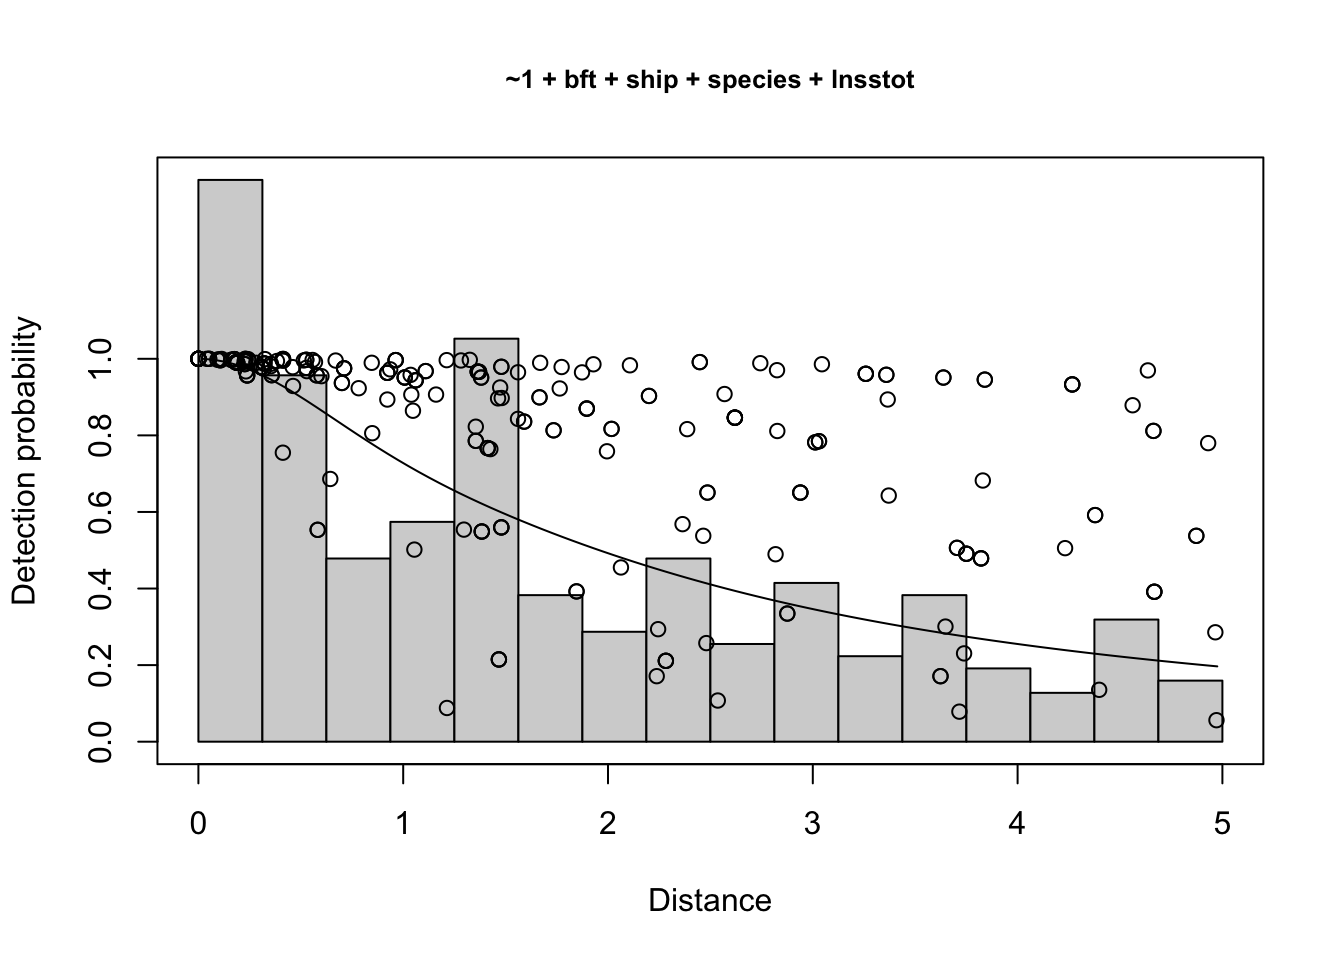 ~1 + bft + ship + species + lnsstot
Detection probability
1.0
0.8
0.6
0.4
0.2
0.0
0 1 2 3 4 5
Distance